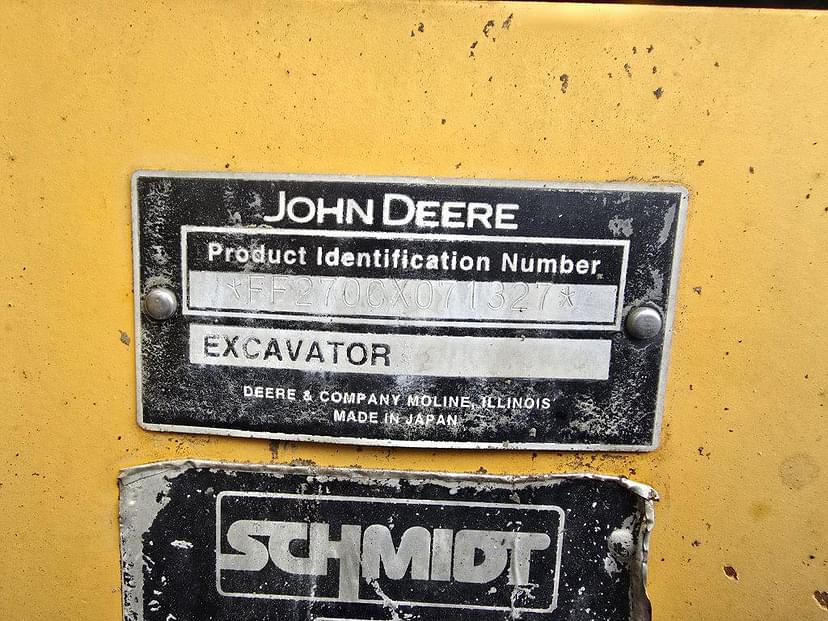 JOHN DEERE
Product Identification Number
*FF270CX071327*
EXCAVATOR
DEERE & COMPANY MOLINE, ILLINOIS
MADE IN JAPAN
SCHMIDT